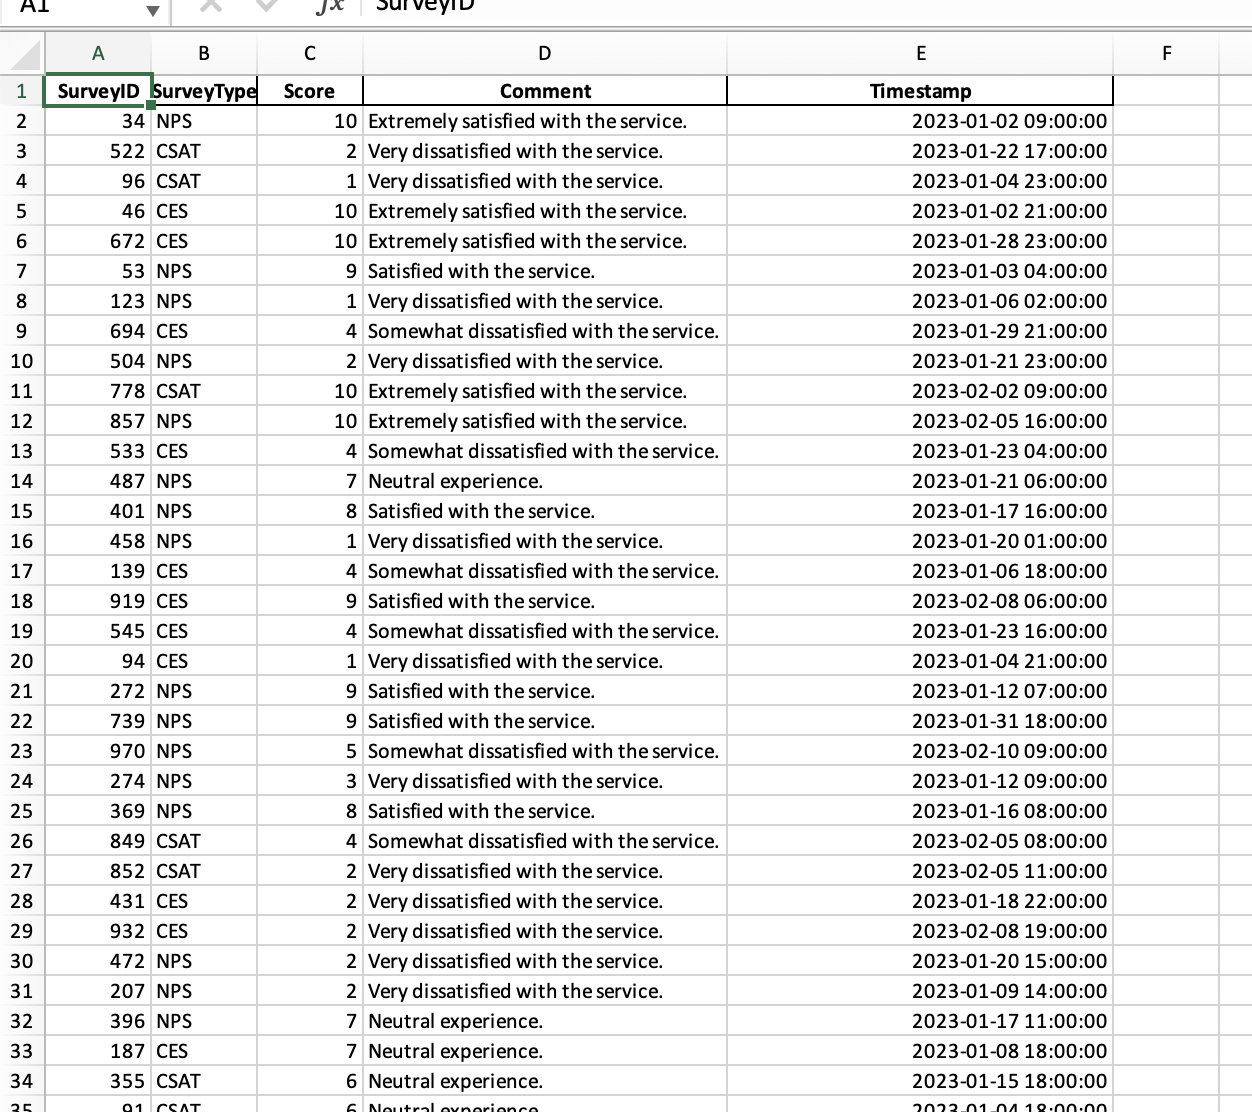 A1 fx SurveyID
A B C D E F
1 SurveyID SurveyType Score Comment Timestamp
2 34 NPS 10 Extremely satisfied with the service. 2023-01-02 09:00:00
3 522 CSAT 2 Very dissatisfied with the service. 2023-01-22 17:00:00
4 96 CSAT 1 Very dissatisfied with the service. 2023-01-04 23:00:00
5 46 CES 10 Extremely satisfied with the service. 2023-01-02 21:00:00
6 672 CES 10 Extremely satisfied with the service. 2023-01-28 23:00:00
7 53 NPS 9 Satisfied with the service. 2023-01-03 04:00:00
8 123 NPS 1 Very dissatisfied with the service. 2023-01-06 02:00:00
9 694 CES 4 Somewhat dissatisfied with the service. 2023-01-29 21:00:00
10 504 NPS 2 Very dissatisfied with the service. 2023-01-21 23:00:00
11 778 CSAT 10 Extremely satisfied with the service. 2023-02-02 09:00:00
12 857 NPS 10 Extremely satisfied with the service. 2023-02-05 16:00:00
13 533 CES 4 Somewhat dissatisfied with the service. 2023-01-23 04:00:00
14 487 NPS 7 Neutral experience. 2023-01-21 06:00:00
15 401 NPS 8 Satisfied with the service. 2023-01-17 16:00:00
16 458 NPS 1 Very dissatisfied with the service. 2023-01-20 01:00:00
17 139 CES 4 Somewhat dissatisfied with the service. 2023-01-06 18:00:00
18 919 CES 9 Satisfied with the service. 2023-02-08 06:00:00
19 545 CES 4 Somewhat dissatisfied with the service. 2023-01-23 16:00:00
20 94 CES 1 Very dissatisfied with the service. 2023-01-04 21:00:00
21 272 NPS 9 Satisfied with the service. 2023-01-12 07:00:00
22 739 NPS 9 Satisfied with the service. 2023-01-31 18:00:00
23 970 NPS 5 Somewhat dissatisfied with the service. 2023-02-10 09:00:00
24 274 NPS 3 Very dissatisfied with the service. 2023-01-12 09:00:00
25 369 NPS 8 Satisfied with the service. 2023-01-16 08:00:00
26 849 CSAT 4 Somewhat dissatisfied with the service. 2023-02-05 08:00:00
27 852 CSAT 2 Very dissatisfied with the service. 2023-02-05 11:00:00
28 431 CES 2 Very dissatisfied with the service. 2023-01-18 22:00:00
29 932 CES 2 Very dissatisfied with the service. 2023-02-08 19:00:00
30 472 NPS 2 Very dissatisfied with the service. 2023-01-20 15:00:00
31 207 NPS 2 Very dissatisfied with the service. 2023-01-09 14:00:00
32 396 NPS 7 Neutral experience. 2023-01-17 11:00:00
33 187 CES 7 Neutral experience. 2023-01-08 18:00:00
34 355 CSAT 6 Neutral experience. 2023-01-15 18:00:00
35 91 CSAT 6 Neutral experience. 2023-01-04 18:00:00